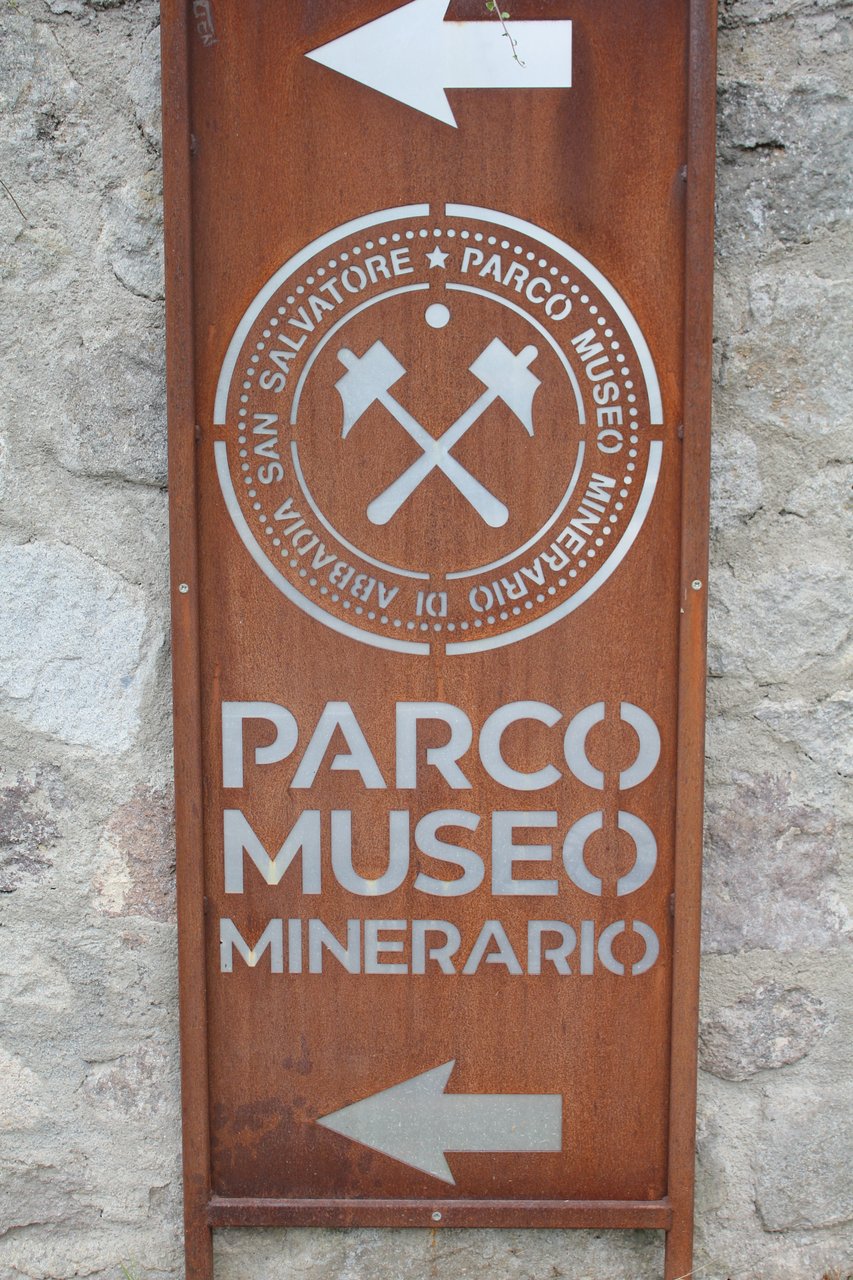 PARCO MUSEO MINERARIO DI ABBADIA SAN SALVATORE
PARCO
MUSEO
MINERARIO